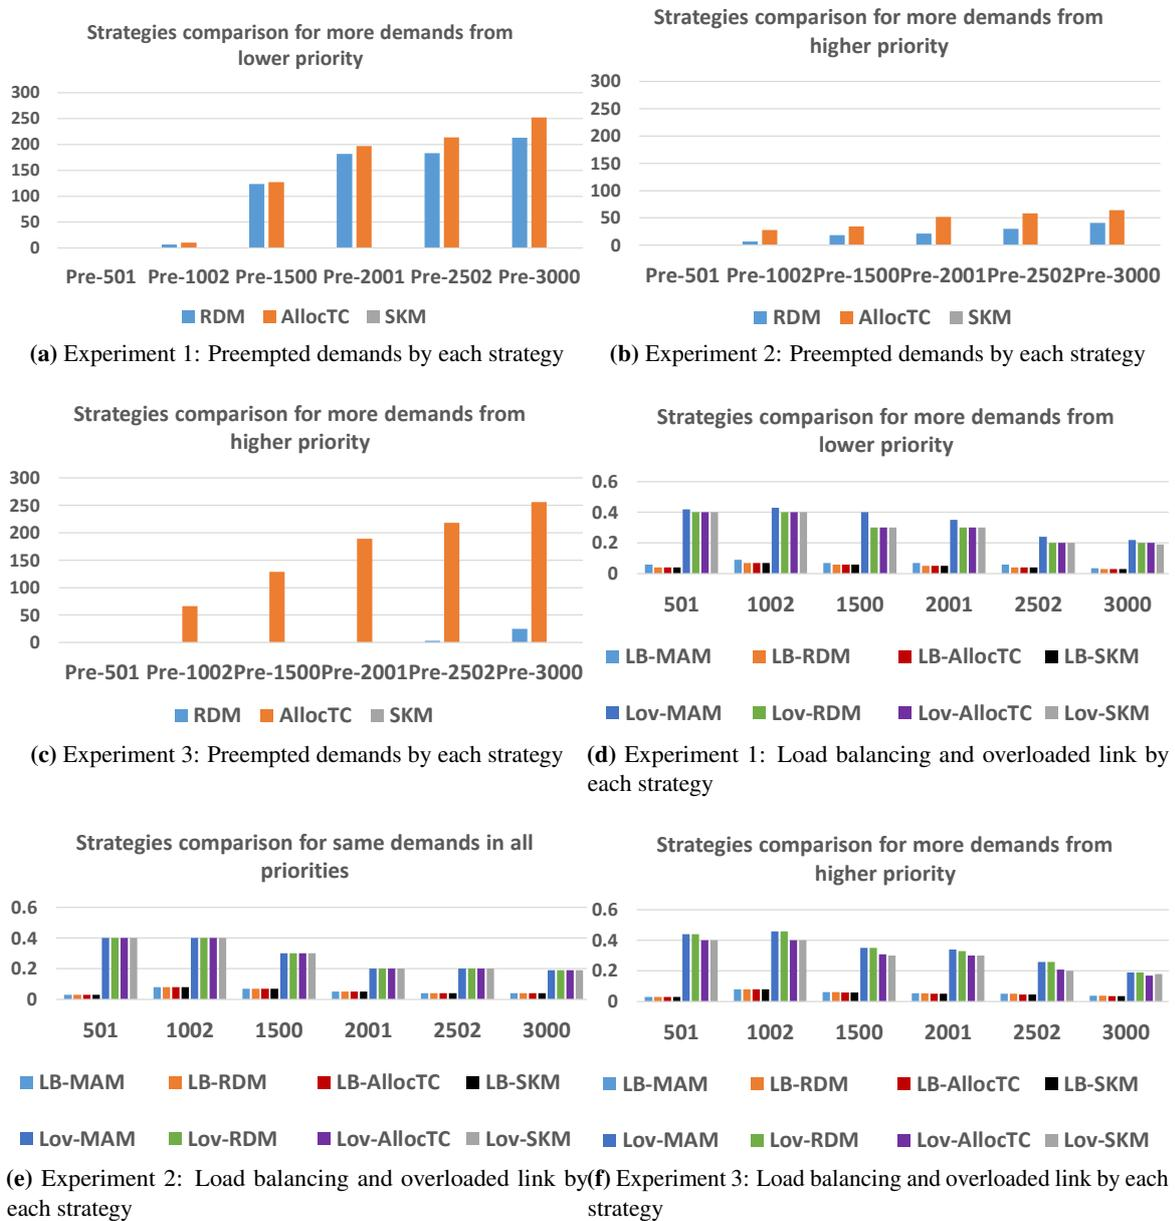 Strategies comparison for more demands from
lower priority
300
250
200
150
100
50
0
Pre-501 Pre-1002 Pre-1500 Pre-2001 Pre-2502 Pre-3000
RDM AllocTC SKM
(a) Experiment 1: Preempted demands by each strategy
Strategies comparison for more demands from
higher priority
300
250
200
150
100
50
0
Pre-501 Pre-1002 Pre-1500 Pre-2001 Pre-2502 Pre-3000
RDM AllocTC SKM
(b) Experiment 2: Preempted demands by each strategy
Strategies comparison for more demands from
higher priority
300
250
200
150
100
50
0
Pre-501 Pre-1002 Pre-1500 Pre-2001 Pre-2502 Pre-3000
RDM AllocTC SKM
(c) Experiment 3: Preempted demands by each strategy
Strategies comparison for more demands from
lower priority
0.6
0.4
0.2
0
501 1002 1500 2001 2502 3000
LB-MAM LB-RDM LB-AllocTC LB-SKM
Lov-MAM Lov-RDM Lov-AllocTC Lov-SKM
(d) Experiment 1: Load balancing and overloaded link by
each strategy
Strategies comparison for same demands in all
priorities
0.6
0.4
0.2
0
501 1002 1500 2001 2502 3000
LB-MAM LB-RDM LB-AllocTC LB-SKM
Lov-MAM Lov-RDM Lov-AllocTC Lov-SKM
(e) Experiment 2: Load balancing and overloaded link by
each strategy
Strategies comparison for more demands from
higher priority
0.6
0.4
0.2
0
501 1002 1500 2001 2502 3000
LB-MAM LB-RDM LB-AllocTC LB-SKM
Lov-MAM Lov-RDM Lov-AllocTC Lov-SKM
(f) Experiment 3: Load balancing and overloaded link by each
strategy